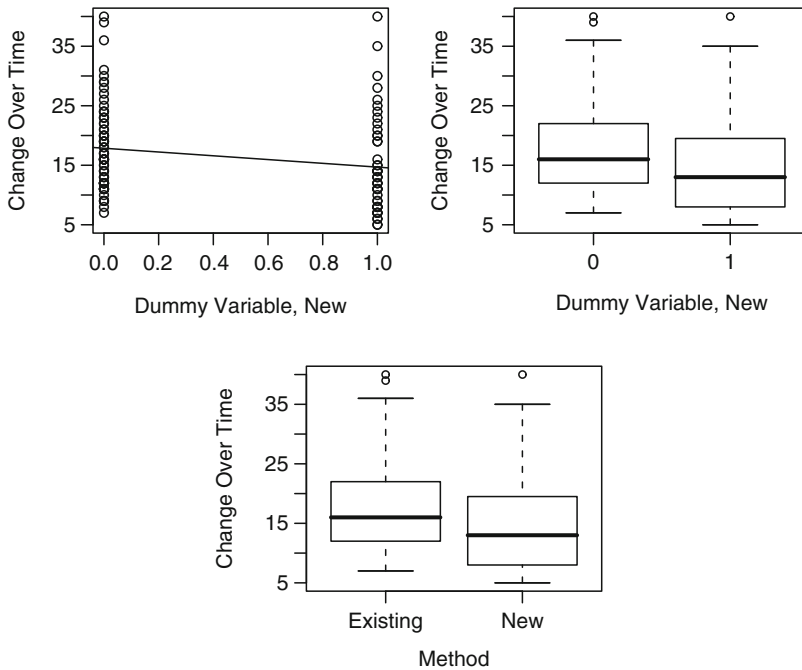 Change Over Time
35
25
15
5
0.0 0.2 0.4 0.6 0.8 1.0
Dummy Variable, New
Change Over Time
35
25
15
5
0 1
Dummy Variable, New
Change Over Time
35
25
15
5
Existing New
Method